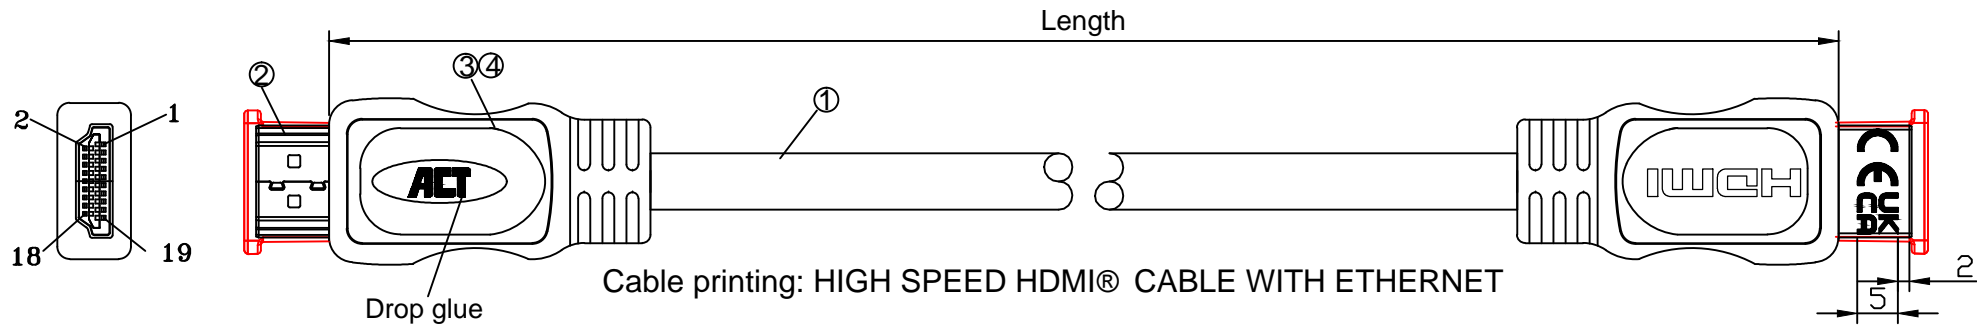 Length
③④
②
①
2
1
ACT
HDMI
CE
UK
CA
18
19
Cable printing: HIGH SPEED HDMI® CABLE WITH ETHERNET
2
5
Drop glue